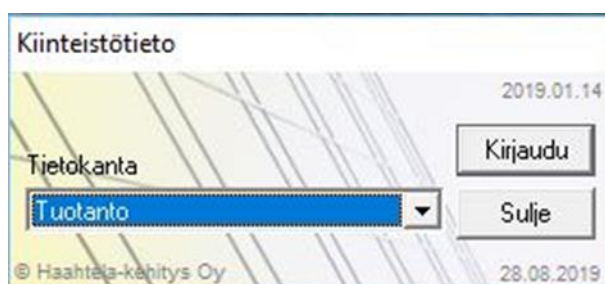 Kiinteistötieto
2019.01.14
Kirjaudu
Tietokanta
Tuotanto
Sulje
© Haahtela-kehitys Oy
28.08.2019